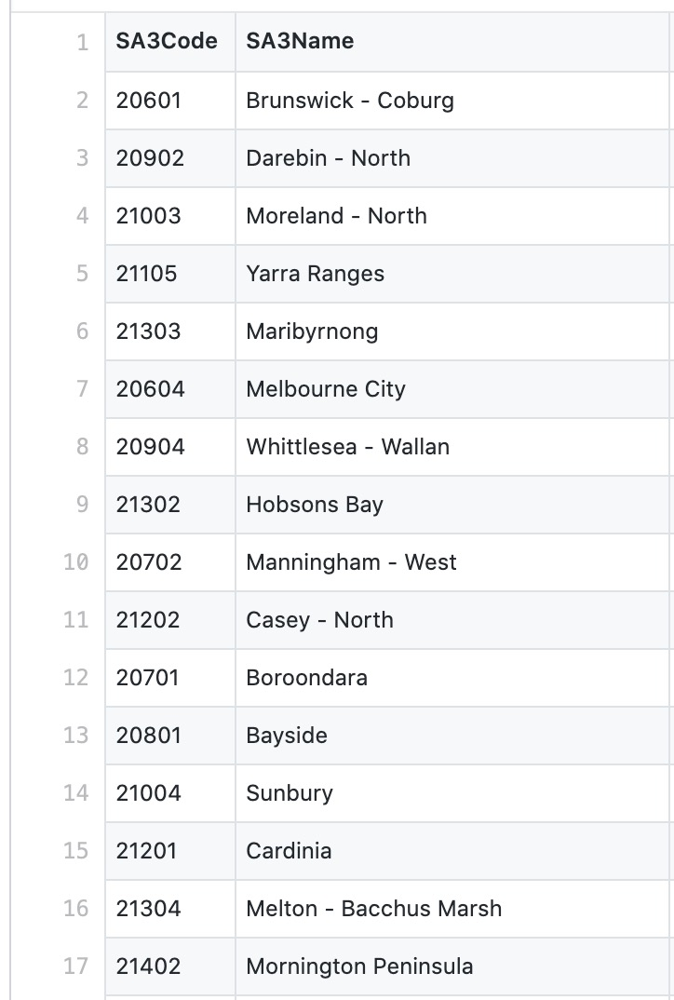 1 SA3Code SA3Name
2 20601 Brunswick - Coburg
3 20902 Darebin - North
4 21003 Moreland - North
5 21105 Yarra Ranges
6 21303 Maribyrnong
7 20604 Melbourne City
8 20904 Whittlesea - Wallan
9 21302 Hobsons Bay
10 20702 Manningham - West
11 21202 Casey - North
12 20701 Boroondara
13 20801 Bayside
14 21004 Sunbury
15 21201 Cardinia
16 21304 Melton - Bacchus Marsh
17 21402 Mornington Peninsula